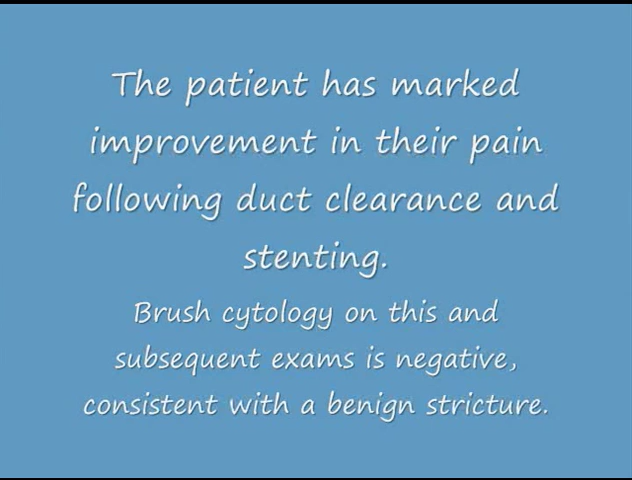 The patient has marked
improvement in their pain
following duct clearance and
stenting.
Brush cytology on this and
subsequent exams is negative,
consistent with a benign stricture.